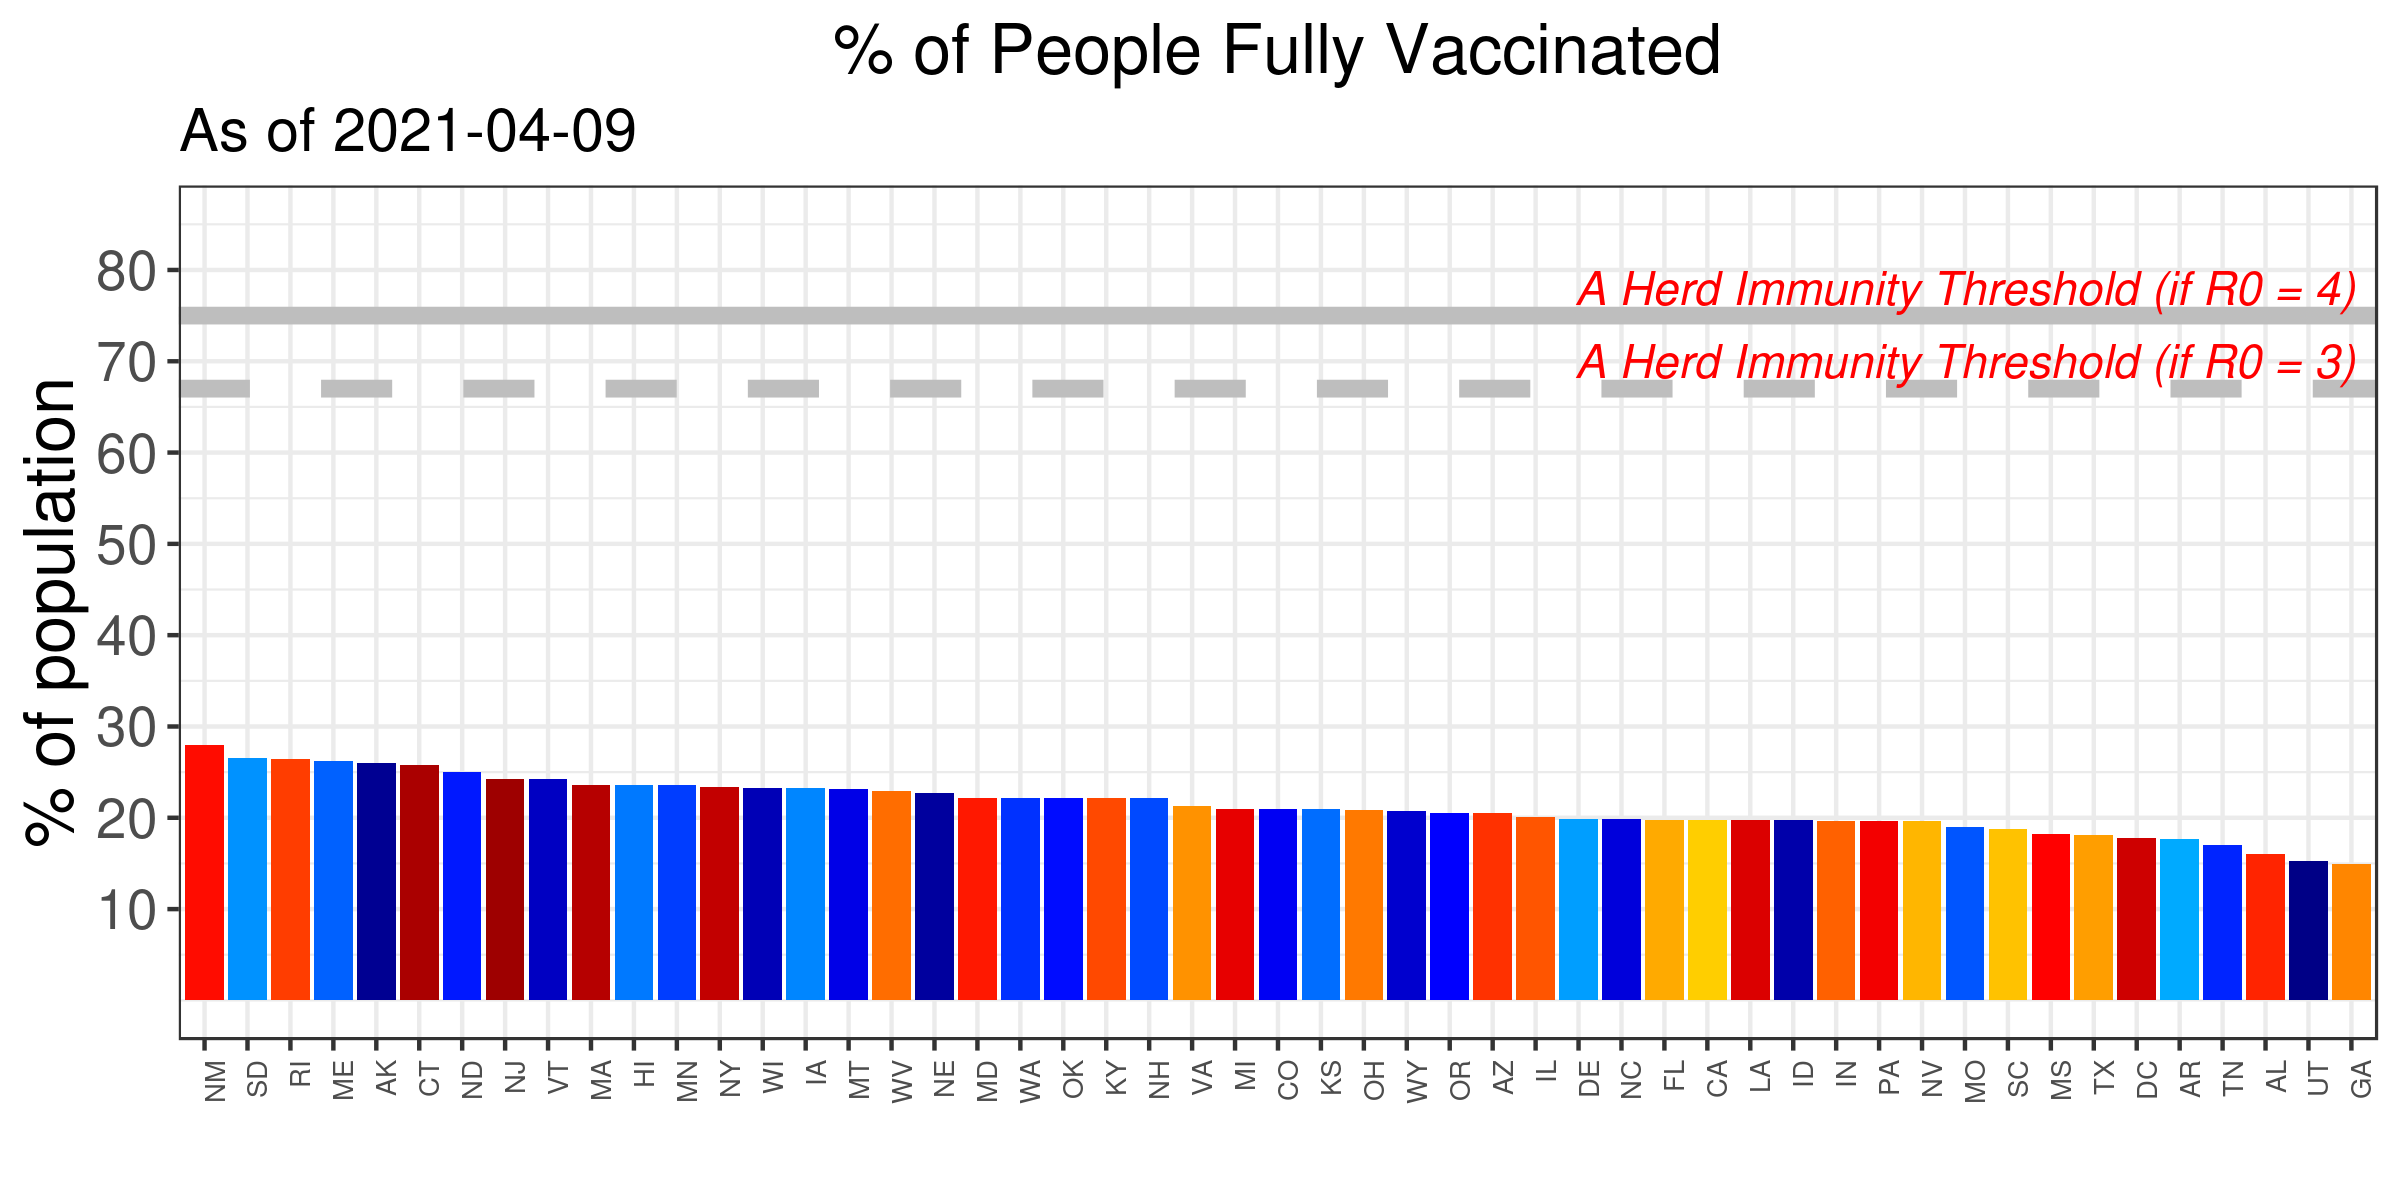 % of People Fully Vaccinated
As of 2021-04-09
% of population
80
70
60
50
40
30
20
10
A Herd Immunity Threshold (if R0 = 4)
A Herd Immunity Threshold (if R0 = 3)
NM SD RI ME AK CT ND NJ VT MA HI MN NY WI IA MT WV NE MD WA OK KY NH VA MI CO KS OH WY OR AZ IL DE NC FL CA LA ID IN PA NV MO SC MS TX DC AR TN AL UT GA